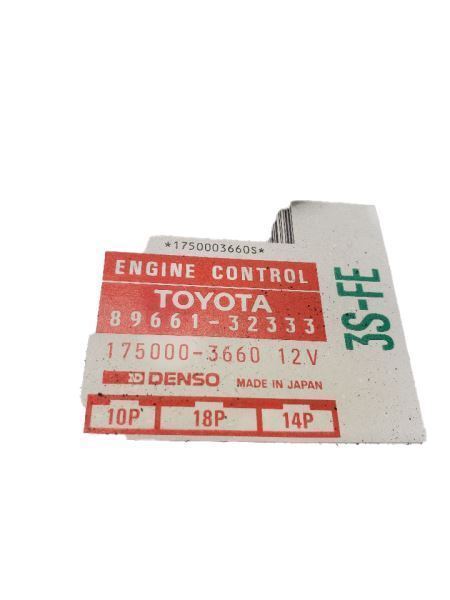 *1750003660S*
ENGINE CONTROL
TOYOTA
89661-32333
175000-3660 12V
DENSO MADE IN JAPAN
10P 18P 14P
3S-FE